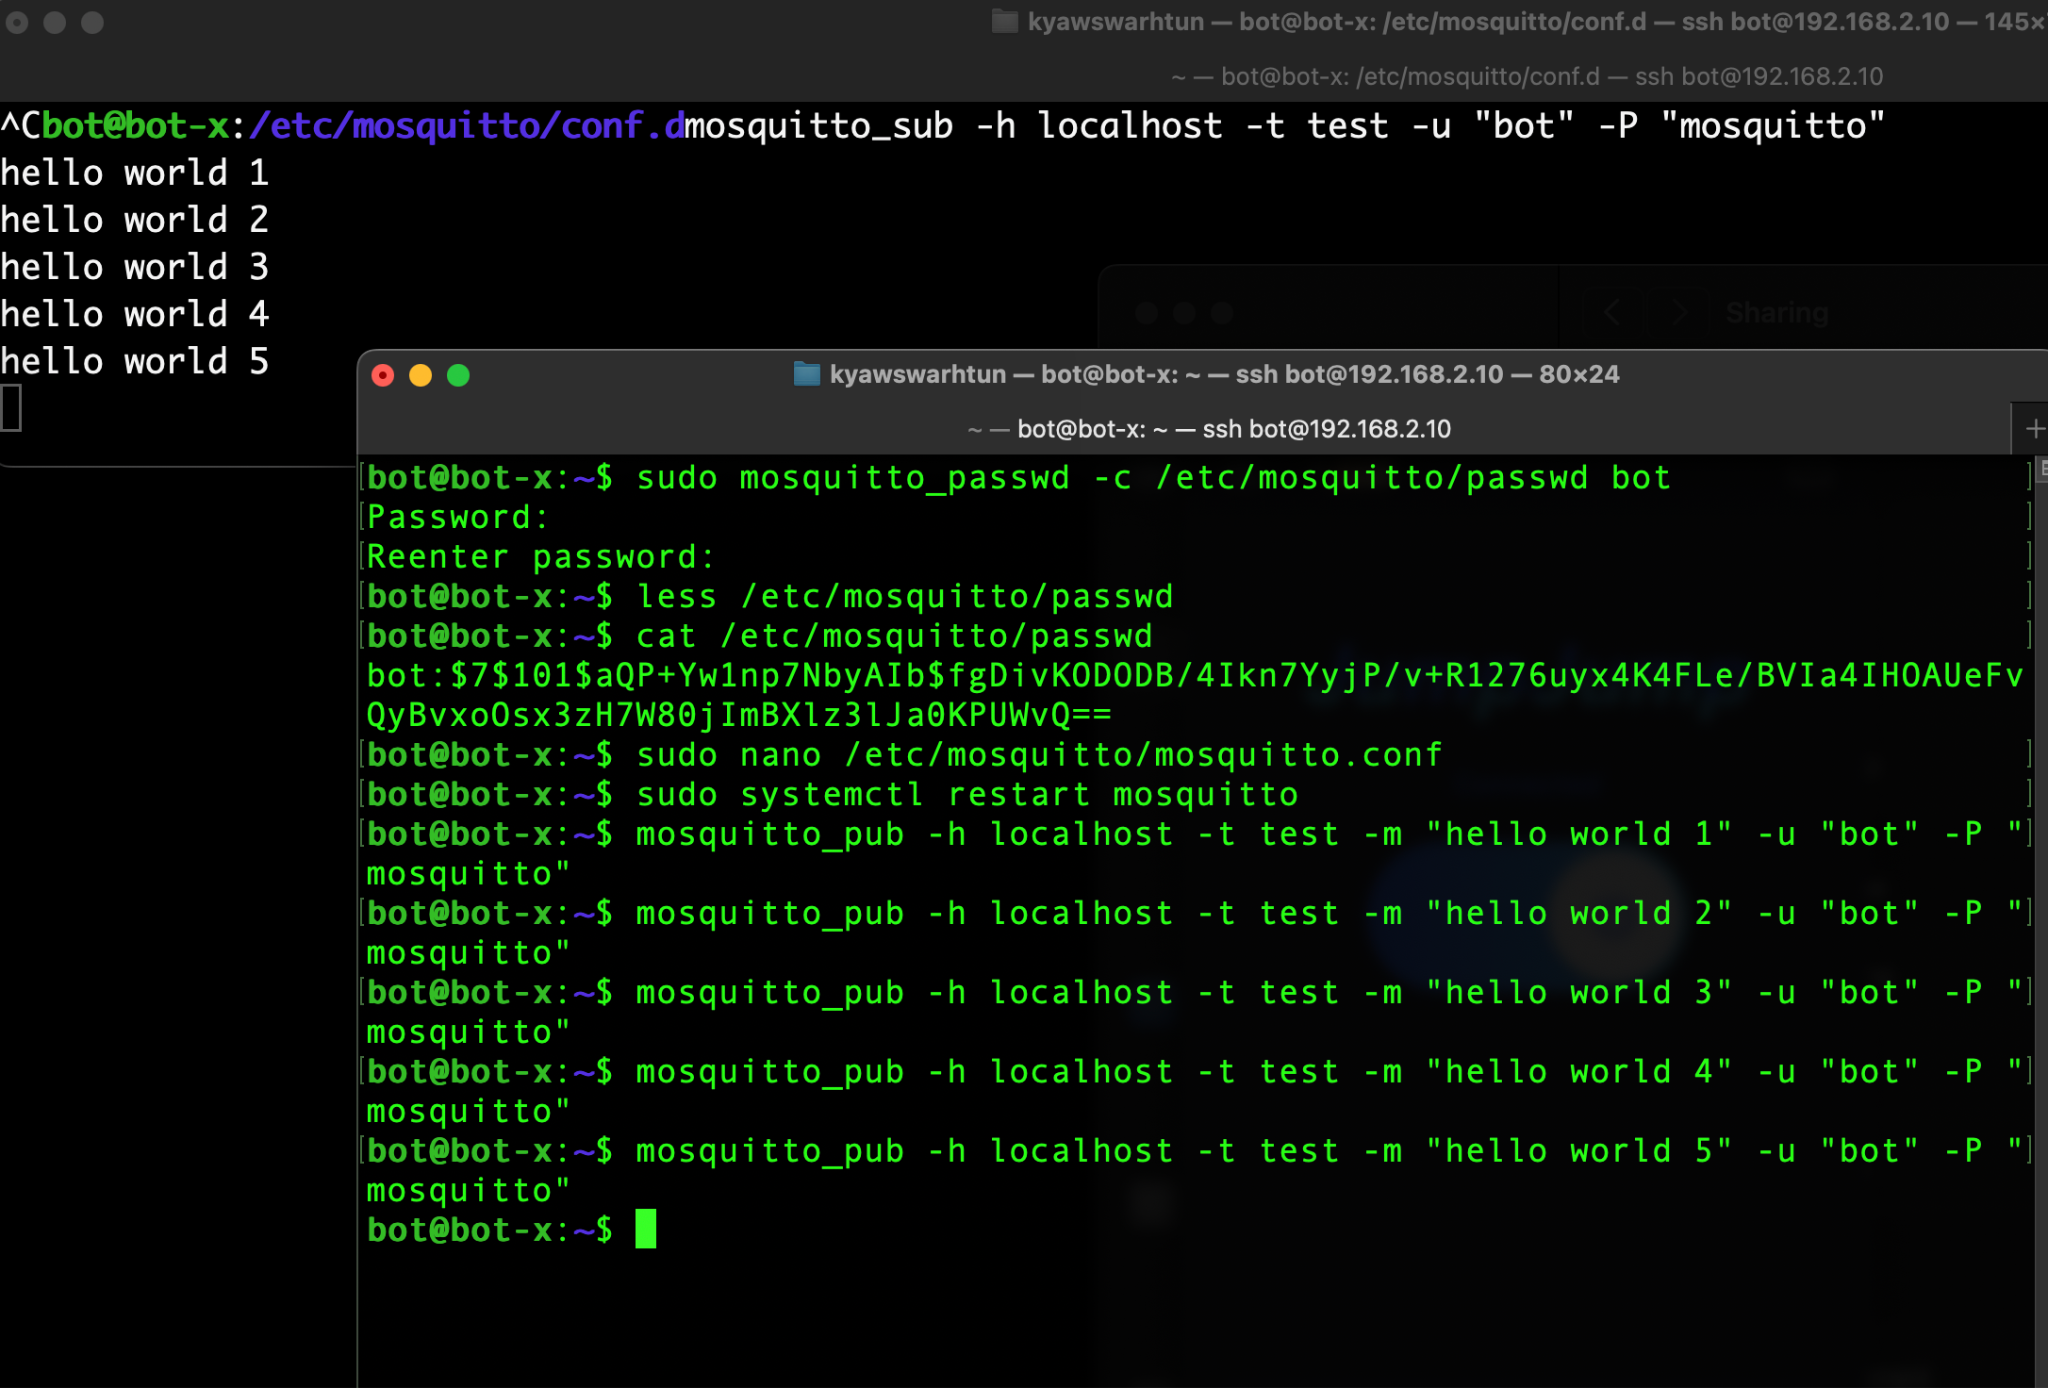 kyawswarhtun — bot@bot-x: /etc/mosquitto/conf.d — ssh bot@192.168.2.10 — 145×
~ — bot@bot-x: /etc/mosquitto/conf.d — ssh bot@192.168.2.10
^Cbot@bot-x:/etc/mosquitto/conf.dmosquitto_sub -h localhost -t test -u "bot" -P "mosquitto"
hello world 1
hello world 2
hello world 3
hello world 4
hello world 5
Sharing
kyawswarhtun — bot@bot-x: ~ — ssh bot@192.168.2.10 — 80×24
~ — bot@bot-x: ~ — ssh bot@192.168.2.10
+
[bot@bot-x:~$ sudo mosquitto_passwd -c /etc/mosquitto/passwd bot ]
[Password: ]
[Reenter password: ]
[bot@bot-x:~$ less /etc/mosquitto/passwd ]
[bot@bot-x:~$ cat /etc/mosquitto/passwd ]
bot:$7$101$aQP+Yw1np7NbyAIb$fgDivKODODB/4Ikn7YyjP/v+R1276uyx4K4FLe/BVIa4IHOAUeFv
QyBvxoOsx3zH7W80jImBXlz3lJa0KPUWvQ==
[bot@bot-x:~$ sudo nano /etc/mosquitto/mosquitto.conf ]
[bot@bot-x:~$ sudo systemctl restart mosquitto ]
[bot@bot-x:~$ mosquitto_pub -h localhost -t test -m "hello world 1" -u "bot" -P "]
mosquitto"
[bot@bot-x:~$ mosquitto_pub -h localhost -t test -m "hello world 2" -u "bot" -P "]
mosquitto"
[bot@bot-x:~$ mosquitto_pub -h localhost -t test -m "hello world 3" -u "bot" -P "]
mosquitto"
[bot@bot-x:~$ mosquitto_pub -h localhost -t test -m "hello world 4" -u "bot" -P "]
mosquitto"
[bot@bot-x:~$ mosquitto_pub -h localhost -t test -m "hello world 5" -u "bot" -P "]
mosquitto"
bot@bot-x:~$